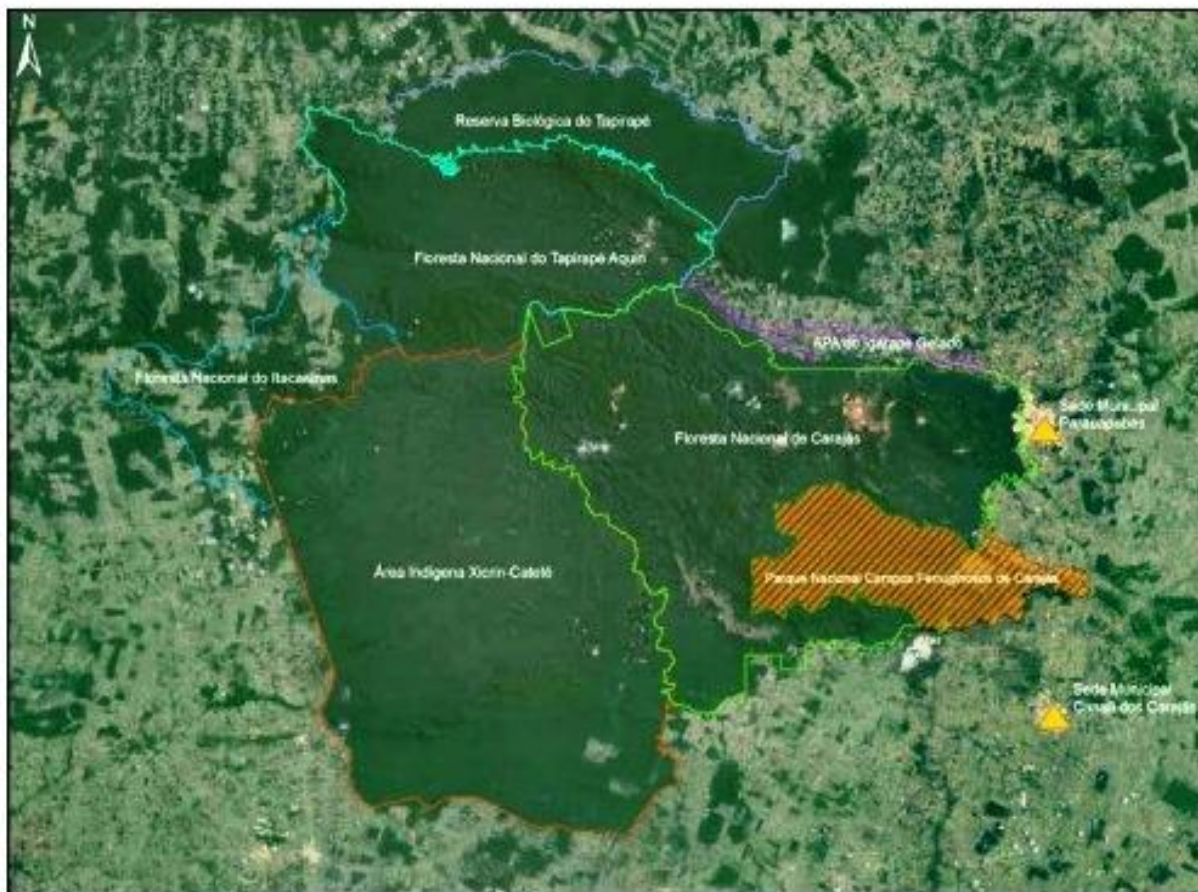 N
Reserva Biológica do Tapirapé
Floresta Nacional do Tapirapé Aquiri
APA do Igarapé Gelado
Floresta Nacional do Itacaiúnas
Sede Municipal
Parauapebas
Floresta Nacional de Carajás
Área Indígena Xicrin-Cateté
Parque Nacional Campos Ferruginosos de Carajás
Sede Municipal
Canaã dos Carajás